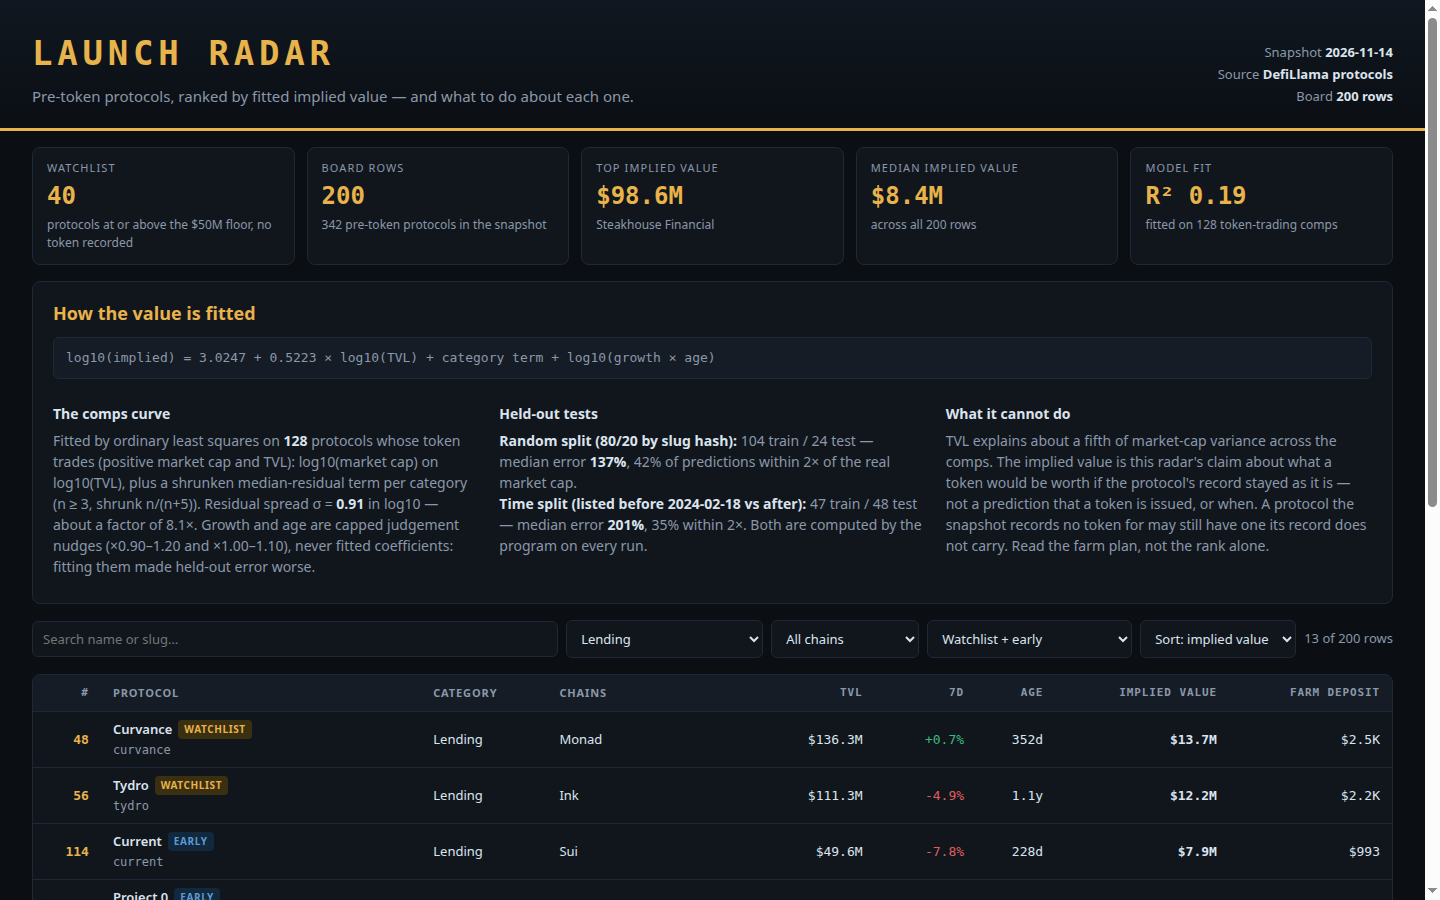 LAUNCH RADAR
Pre-token protocols, ranked by fitted implied value — and what to do about each one.
Snapshot 2026-11-14
Source DefiLlama protocols
Board 200 rows
WATCHLIST
40
protocols at or above the $50M floor, no
token recorded
BOARD ROWS
200
342 pre-token protocols in the snapshot
TOP IMPLIED VALUE
$98.6M
Steakhouse Financial
MEDIAN IMPLIED VALUE
$8.4M
across all 200 rows
MODEL FIT
R² 0.19
fitted on 128 token-trading comps
How the value is fitted
log10(implied) = 3.0247 + 0.5223 × log10(TVL) + category term + log10(growth × age)
The comps curve
Fitted by ordinary least squares on 128 protocols whose token
trades (positive market cap and TVL): log10(market cap) on
log10(TVL), plus a shrunken median-residual term per category
(n ≥ 3, shrunk n/(n+5)). Residual spread σ = 0.91 in log10 —
about a factor of 8.1×. Growth and age are capped judgement
nudges (×0.90–1.20 and ×1.00–1.10), never fitted coefficients:
fitting them made held-out error worse.
Held-out tests
Random split (80/20 by slug hash): 104 train / 24 test —
median error 137%, 42% of predictions within 2× of the real
market cap.
Time split (listed before 2024-02-18 vs after): 47 train / 48 test
— median error 201%, 35% within 2×. Both are computed by the
program on every run.
What it cannot do
TVL explains about a fifth of market-cap variance across the
comps. The implied value is this radar's claim about what a
token would be worth if the protocol's record stayed as it is —
not a prediction that a token is issued, or when. A protocol the
snapshot records no token for may still have one its record does
not carry. Read the farm plan, not the rank alone.
Search name or slug...
Lending
All chains
Watchlist + early
Sort: implied value
13 of 200 rows
# PROTOCOL CATEGORY CHAINS TVL 7D AGE IMPLIED VALUE FARM DEPOSIT
48 Curvance WATCHLIST Lending Monad $136.3M +0.7% 352d $13.7M $2.5K
curvance
56 Tydro WATCHLIST Lending Ink $111.3M -4.9% 1.1y $12.2M $2.2K
tydro
114 Current EARLY Lending Sui $49.6M -7.8% 228d $7.9M $993
current
Project 0 EARLY